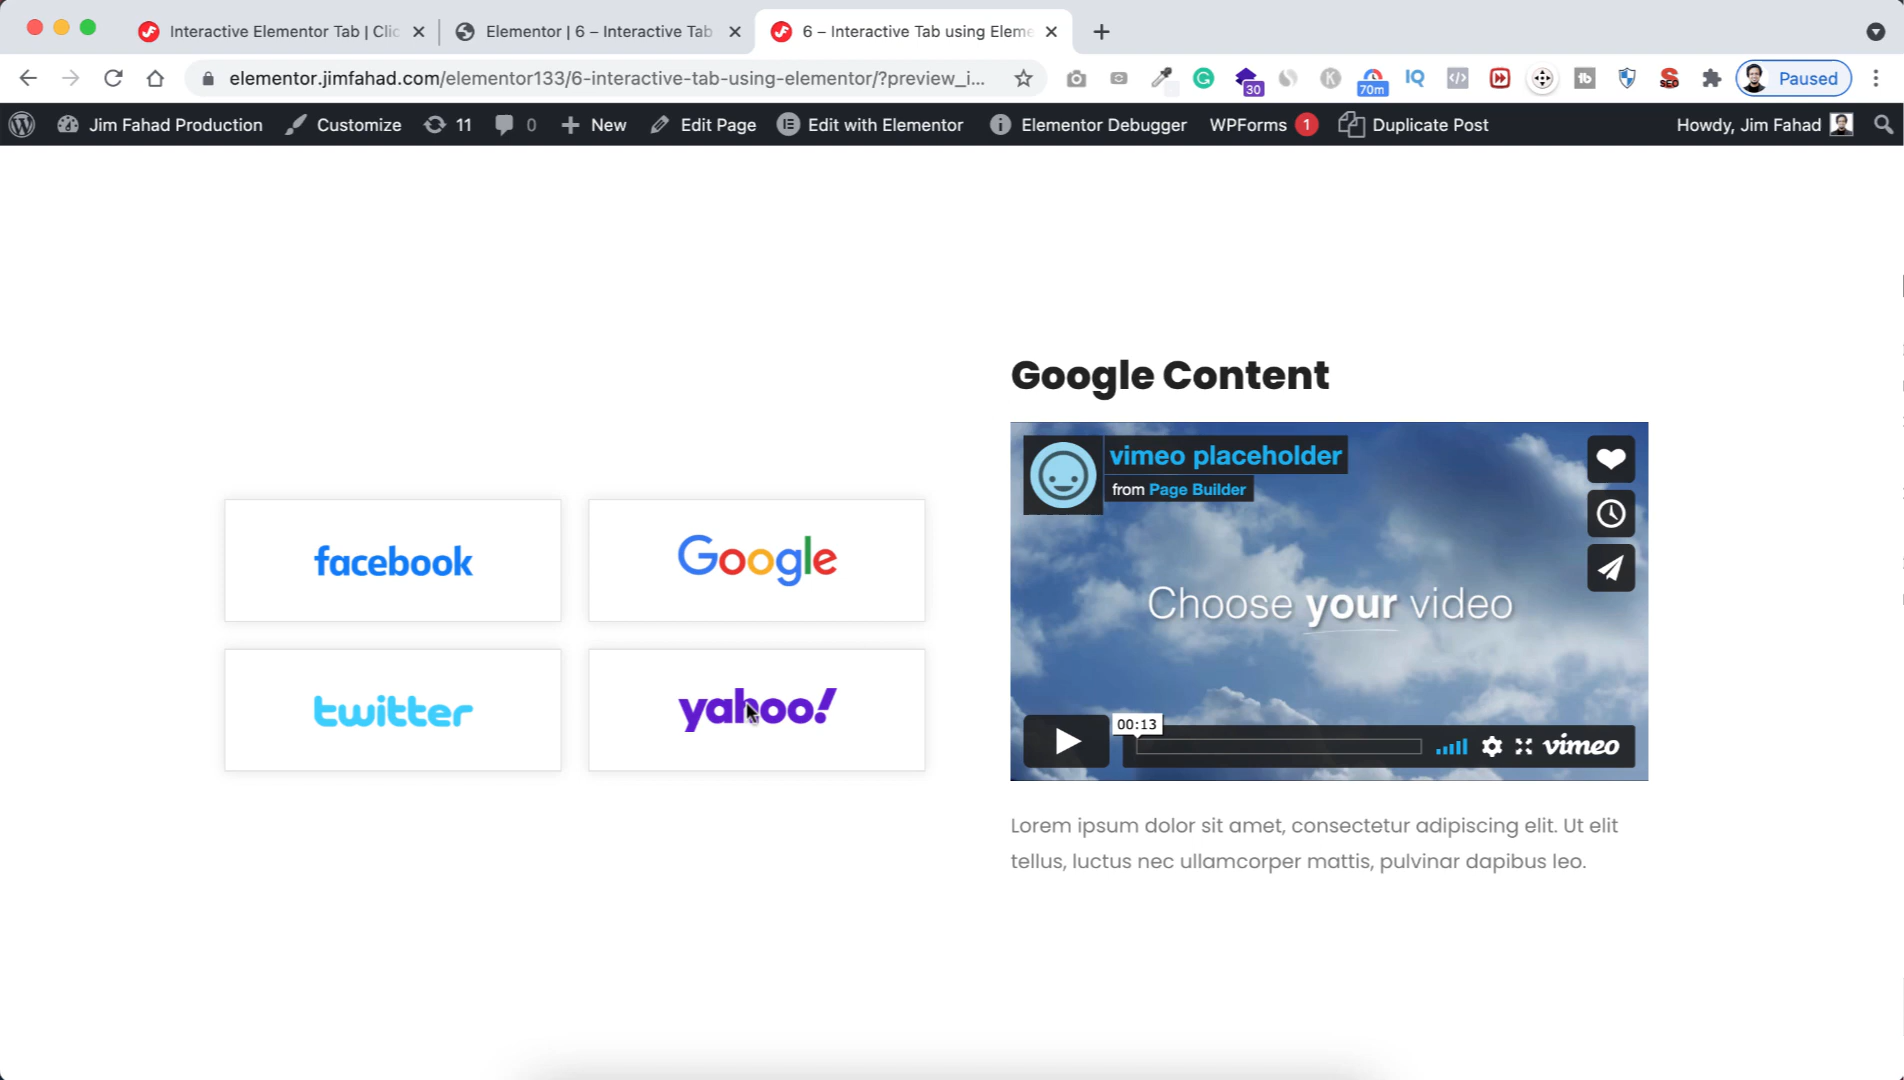 Interactive Elementor Tab | Clic
Elementor | 6 – Interactive Tab
6 – Interactive Tab using Eleme
elementor.jimfahad.com/elementor133/6-interactive-tab-using-elementor/?preview_i...
30
70m
IQ
SEO
Paused
Jim Fahad Production
Customize
11
0
New
Edit Page
Edit with Elementor
Elementor Debugger
WPForms 1
Duplicate Post
Howdy, Jim Fahad
facebook
Google
twitter
yahoo!
Google Content
vimeo placeholder
from Page Builder
Choose your video
00:13
vimeo
Lorem ipsum dolor sit amet, consectetur adipiscing elit. Ut elit
tellus, luctus nec ullamcorper mattis, pulvinar dapibus leo.